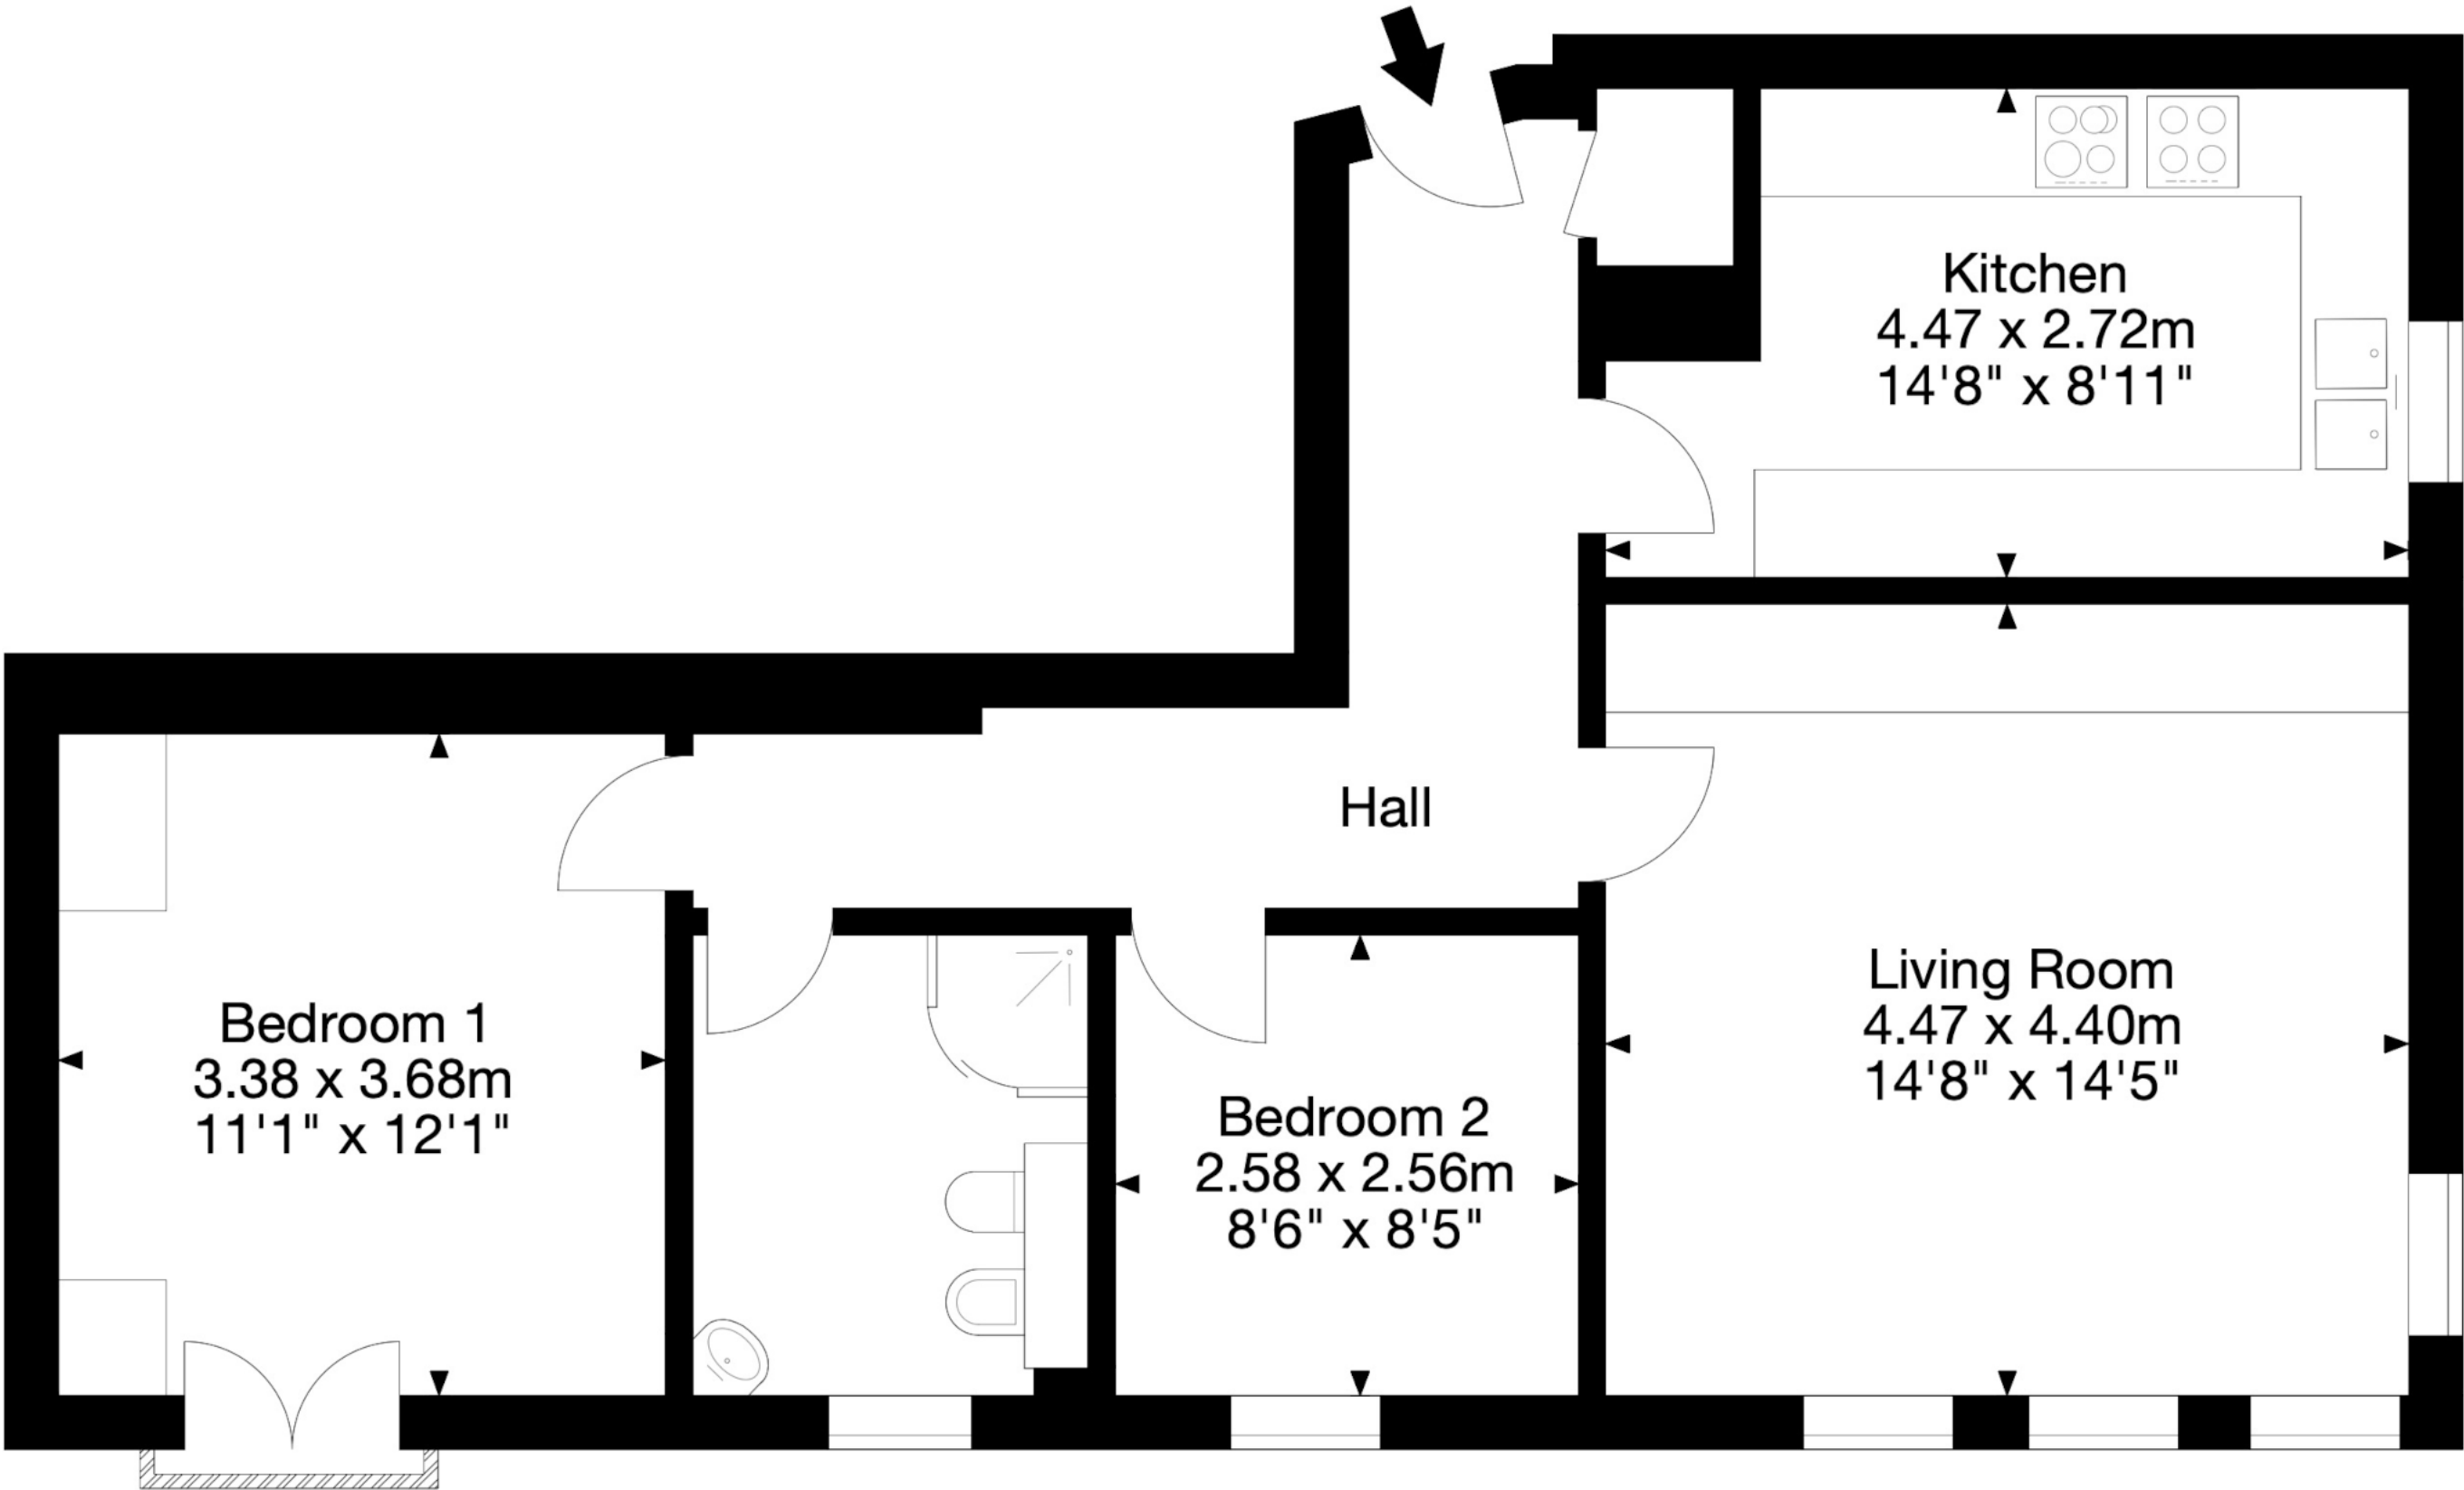 Kitchen
4.47 x 2.72m
14'8" x 8'11"
Hall
Living Room
4.47 x 4.40m
14'8" x 14'5"
Bedroom 1
3.38 x 3.68m
11'1" x 12'1"
Bedroom 2
2.58 x 2.56m
8'6" x 8'5"